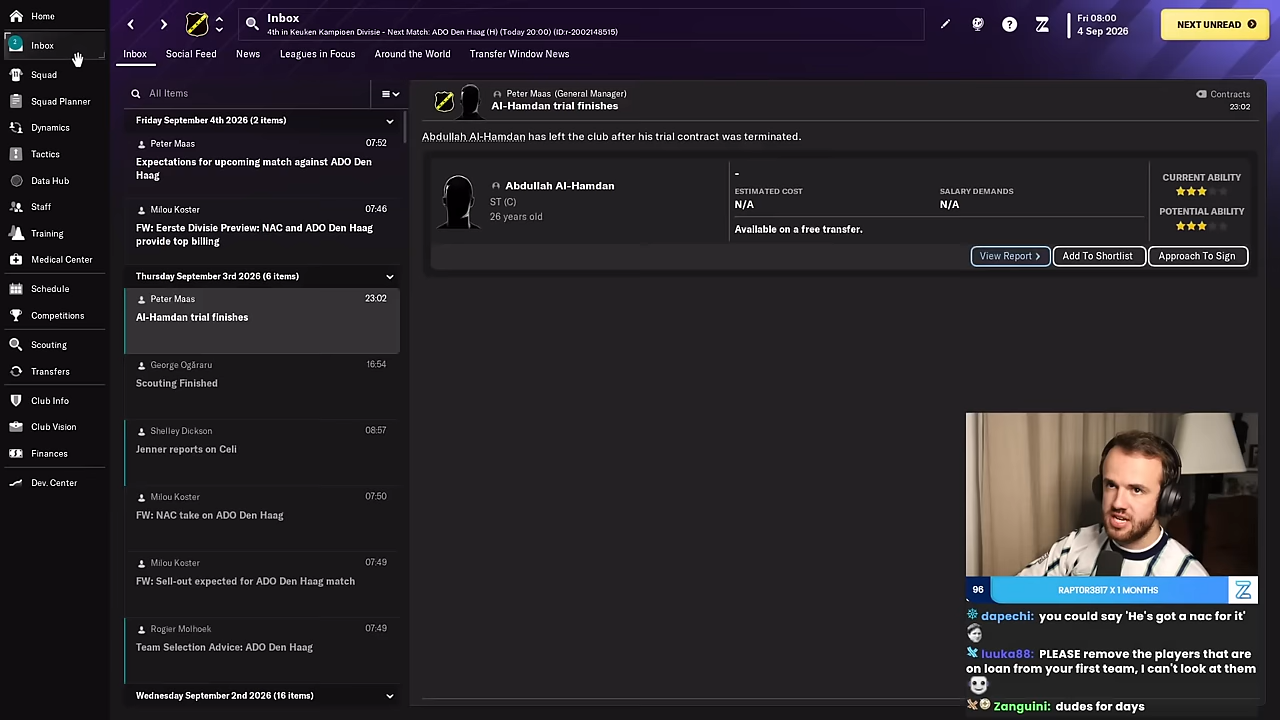 Home
2
Inbox
Squad
Squad Planner
Dynamics
Tactics
Data Hub
Staff
Training
Medical Center
Schedule
Competitions
Scouting
Transfers
Club Info
Club Vision
Finances
Dev. Center
Inbox
4th in Keuken Kampioen Divisie - Next Match: ADO Den Haag (H) (Today 20:00) (ID:r-2002148515)
Fri 08:00
4 Sep 2026
NEXT UNREAD
Inbox
Social Feed
News
Leagues in Focus
Around the World
Transfer Window News
All Items
Friday September 4th 2026 (2 items)
Peter Maas
07:52
Expectations for upcoming match against ADO Den
Haag
Milou Koster
07:46
FW: Eerste Divisie Preview: NAC and ADO Den Haag
provide top billing
Thursday September 3rd 2026 (6 items)
Peter Maas
23:02
Al-Hamdan trial finishes
George Ogăraru
16:54
Scouting Finished
Shelley Dickson
08:57
Jenner reports on Celi
Milou Koster
07:50
FW: NAC take on ADO Den Haag
Milou Koster
07:49
FW: Sell-out expected for ADO Den Haag match
Rogier Molhoek
07:49
Team Selection Advice: ADO Den Haag
Wednesday September 2nd 2026 (16 items)
Peter Maas (General Manager)
Al-Hamdan trial finishes
Contracts
23:02
Abdullah Al-Hamdan has left the club after his trial contract was terminated.
Abdullah Al-Hamdan
ST (C)
26 years old
-
ESTIMATED COST
N/A
SALARY DEMANDS
N/A
Available on a free transfer.
CURRENT ABILITY
POTENTIAL ABILITY
View Report
Add To Shortlist
Approach To Sign
96
RAPT0R3817 X 1 MONTHS
Z
dapechi: you could say 'He's got a nac for it'
luuka88: PLEASE remove the players that are
on loan from your first team, I can't look at them
Zanguini: dudes for days